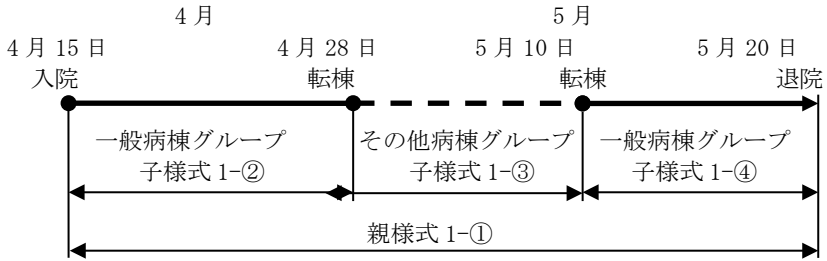 4 月 5 月
4 月 15 日 4 月 28 日 5 月 10 日 5 月 20 日
入院 転棟 転棟 退院
一般病棟グループ その他病棟グループ 一般病棟グループ
子様式 1-② 子様式 1-③ 子様式 1-④
親様式 1-①